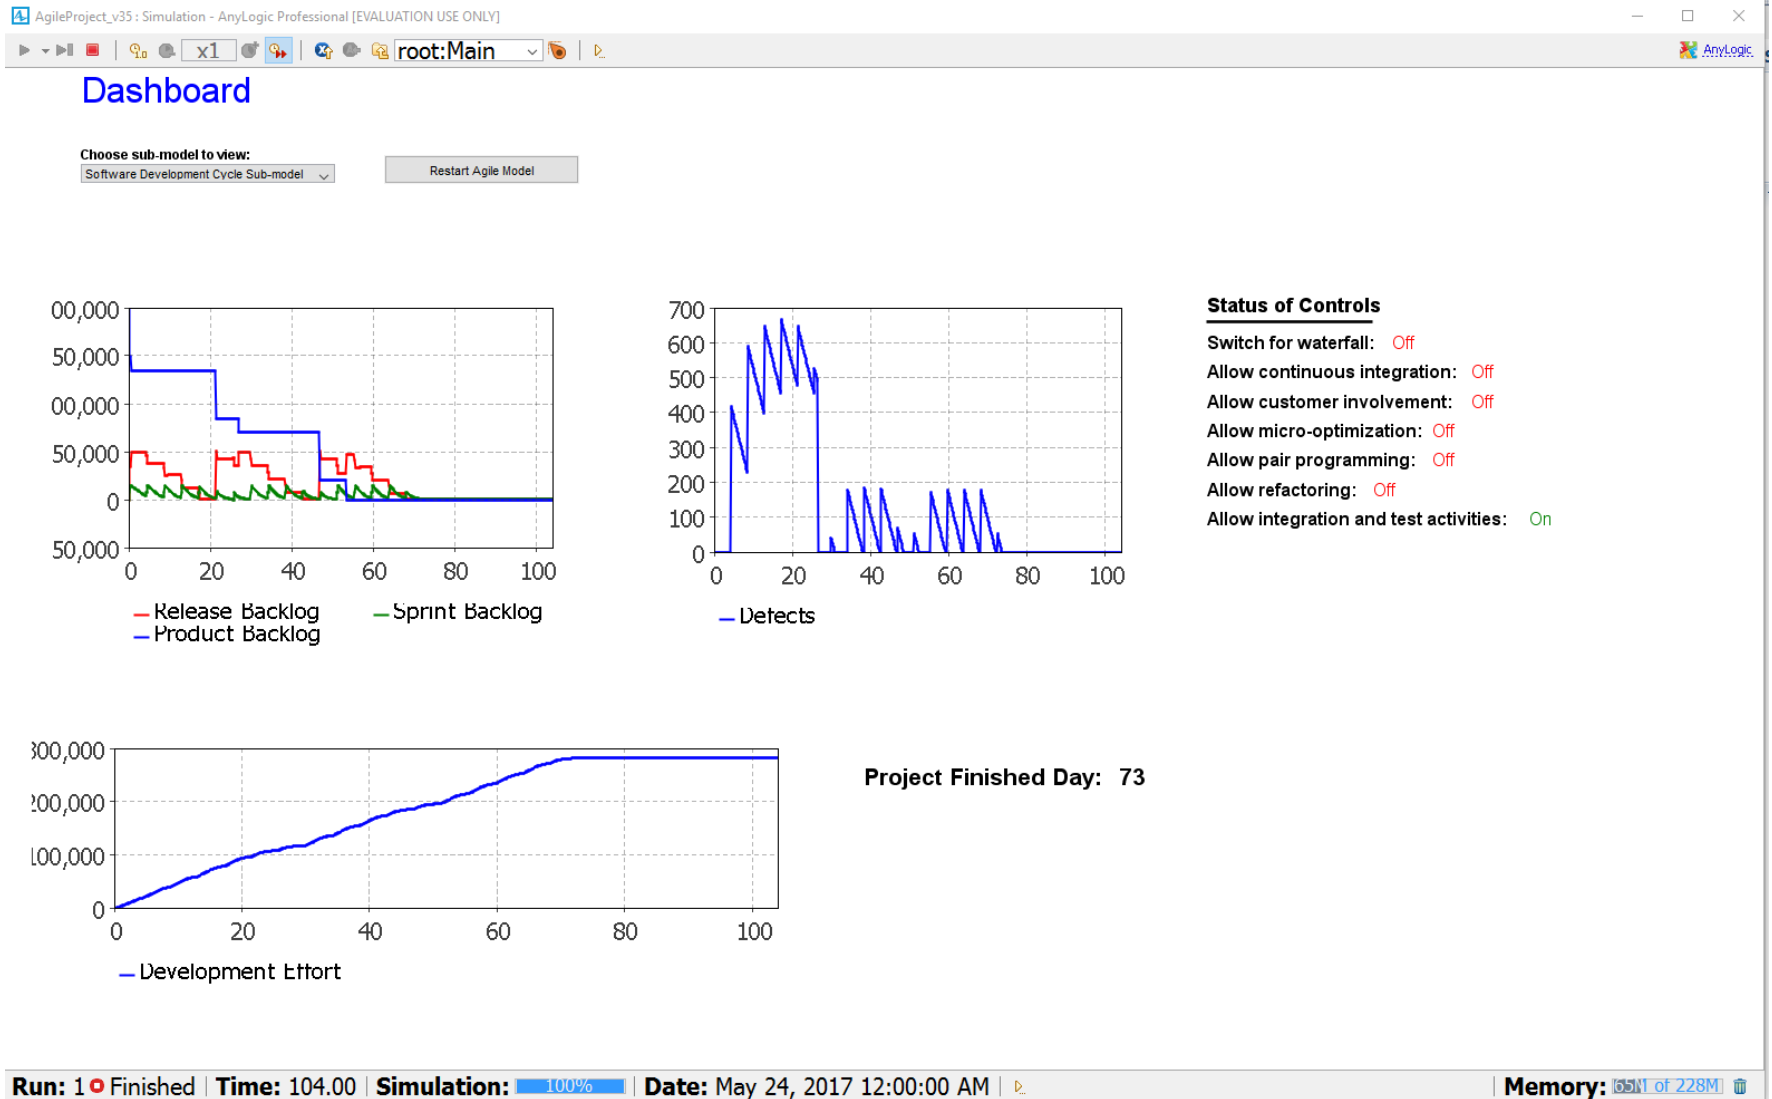 AgileProject_v35 : Simulation - AnyLogic Professional [EVALUATION USE ONLY]
x1 root:Main AnyLogic
Dashboard
Choose sub-model to view:
Software Development Cycle Sub-model Restart Agile Model
00,000
50,000
00,000
50,000
0
50,000
0 20 40 60 80 100
Release Backlog Sprint Backlog
Product Backlog
700
600
500
400
300
200
100
0
0 20 40 60 80 100
Defects
Status of Controls
Switch for waterfall: Off
Allow continuous integration: Off
Allow customer involvement: Off
Allow micro-optimization: Off
Allow pair programming: Off
Allow refactoring: Off
Allow integration and test activities: On
300,000
200,000
100,000
0
0 20 40 60 80 100
Development Effort
Project Finished Day: 73
Run: 1 Finished Time: 104.00 Simulation: 100% Date: May 24, 2017 12:00:00 AM Memory: 65M of 228M